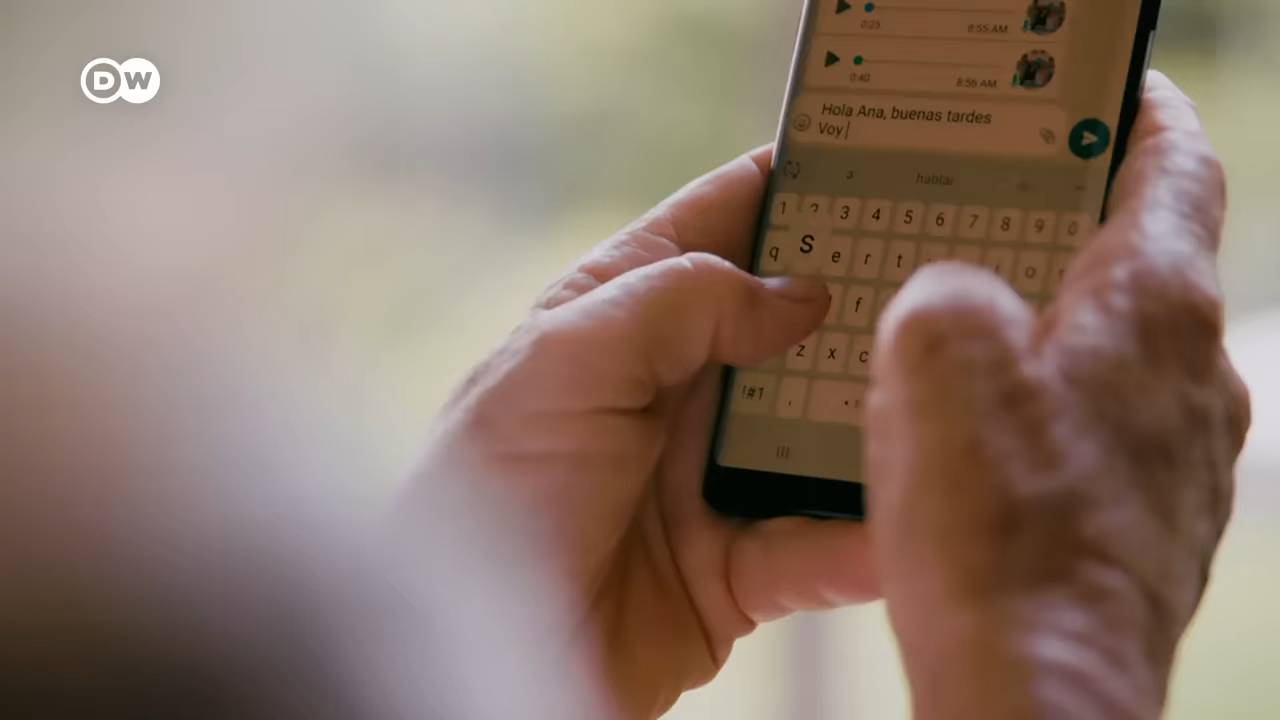 DW
0:23 8:55 AM
0:40 8:56 AM
Hola Ana, buenas tardes
Voy
a hablar
1 2 3 4 5 6 7 8 9 0
q S e r t o
f
z x c
!#1 ,